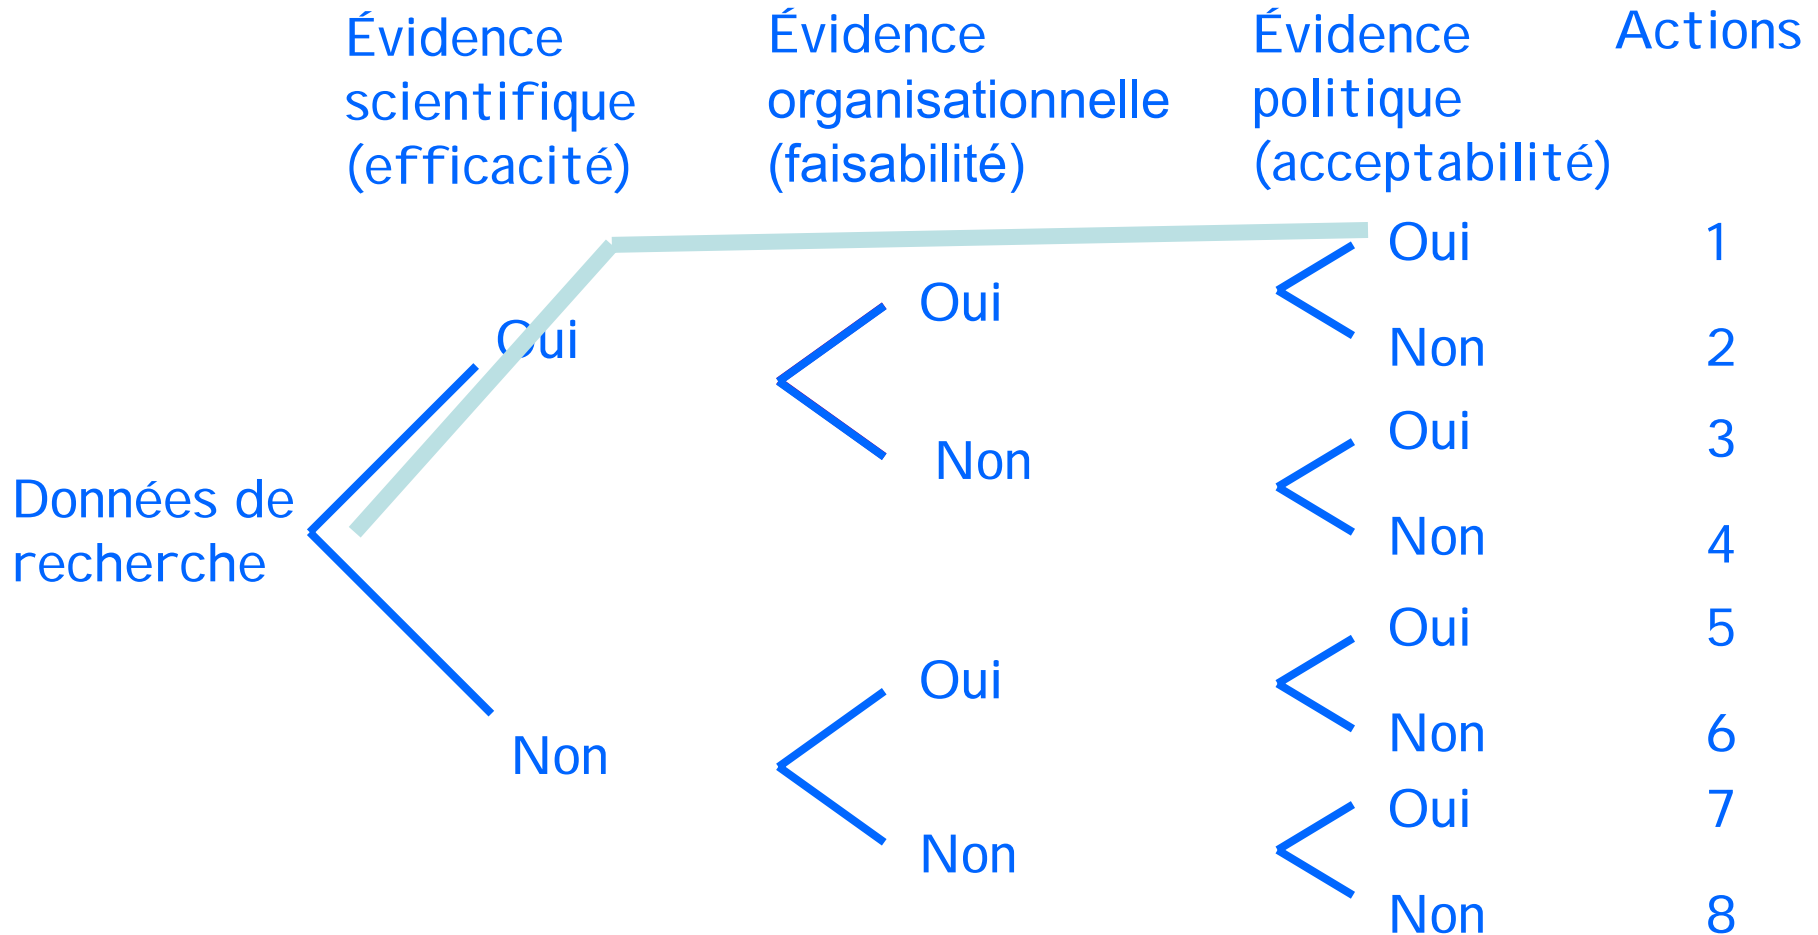 Évidence
scientifique
(efficacité)
Évidence
organisationnelle
(faisabilité)
Évidence
politique
(acceptabilité)
Actions
Données de
recherche
Oui
Non
Oui
Non
Oui
Non
Oui 1
Non 2
Oui 3
Non 4
Oui 5
Non 6
Oui 7
Non 8